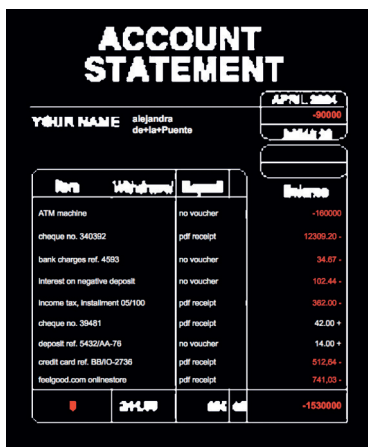 ACCOUNT
STATEMENT
APRIL 2004
YOUR NAME alejandra
de+la+Puente
-90000
Item Withdrawal Deposit Balance
ATM machine no voucher -160000
cheque no. 340392 pdf receipt 12309.20 -
bank charges ref. 4593 no voucher 34.67 -
Interest on negative deposit no voucher 102.44 -
income tax, installment 05/100 pdf receipt 362.00 -
cheque no. 39481 pdf receipt 42.00 +
deposit ref. 5432/AA-76 no voucher 14.00 +
credit card ref. BB/IO-2736 pdf receipt 512,64 -
feelgood.com onlinestore pdf receipt 741,03 -
-1530000